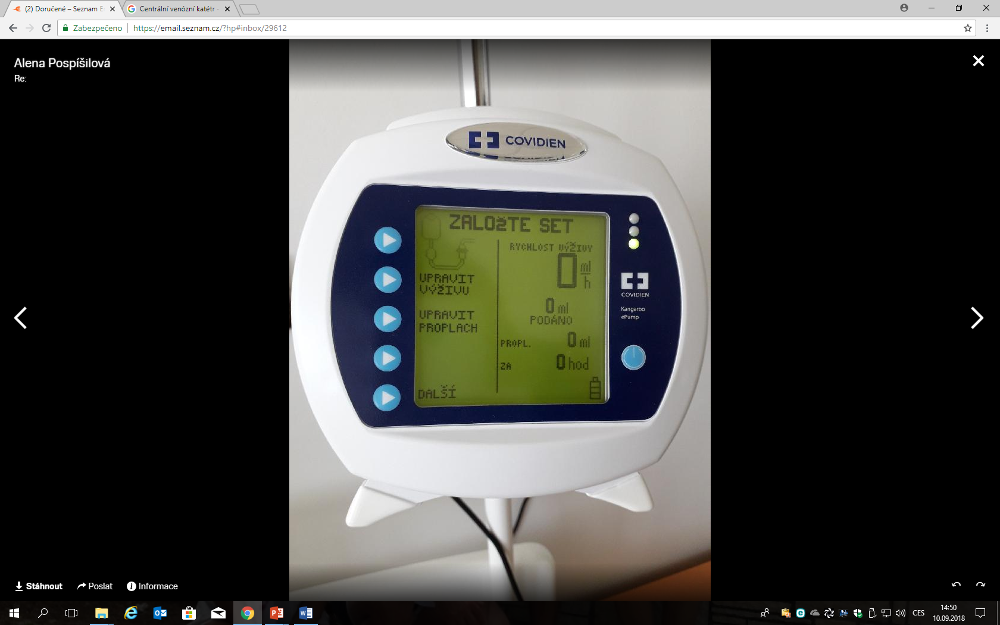 (2) Doručené – Seznam E
Centrální venózní katétr -
Zabezpečeno
https://email.seznam.cz/?hp#inbox/29612
Alena Pospíšilová
Re:
COVIDIEN
ZALOŽTE SET
RYCHLOST VÝŽIVY
0 ml
h
UPRAVIT
VÝŽIVU
0 ml
PODÁNO
UPRAVIT
PROPLACH
PROPL. 0 ml
ZA 0 hod
DALŠÍ
COVIDIEN
Kangaroo
ePump
Stáhnout
Poslat
Informace
CES
14:50
10.09.2018